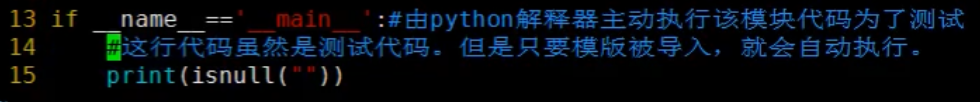 13 if __name__=='__main__':#由python解释器主动执行该模块代码为了测试
14     #这行代码虽然是测试代码。但是只要模版被导入，就会自动执行。
15     print(isnull(""))